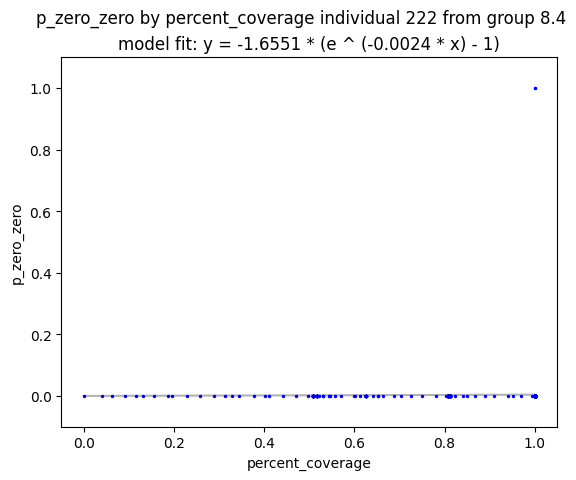 p_zero_zero by percent_coverage individual 222 from group 8.4
model fit: y = -1.6551 * (e ^ (-0.0024 * x) - 1)
1.0
0.8
0.6
0.4
0.2
0.0
p_zero_zero
0.0 0.2 0.4 0.6 0.8 1.0
percent_coverage